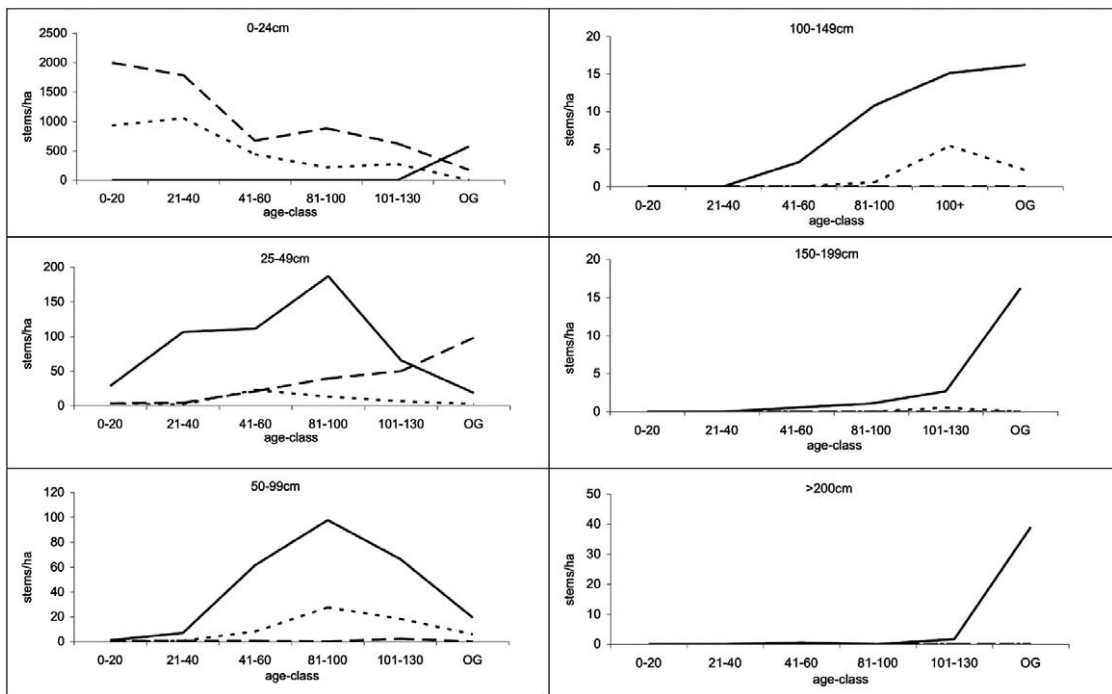 0-24cm
2500
2000
1500
1000
500
0
stems/ha
0-20 21-40 41-60 81-100 101-130 OG
age-class
100-149cm
20
15
10
5
0
stems/ha
0-20 21-40 41-60 81-100 100+ OG
age-class
25-49cm
200
150
100
50
0
stems/ha
0-20 21-40 41-60 81-100 101-130 OG
age-class
150-199cm
20
15
10
5
0
stems/ha
0-20 21-40 41-60 81-100 101-130 OG
age-class
50-99cm
120
100
80
60
40
20
0
stems/ha
0-20 21-40 41-60 81-100 101-130 OG
age-class
>200cm
50
40
30
20
10
0
stems/ha
0-20 21-40 41-60 81-100 101-130 OG
age-class